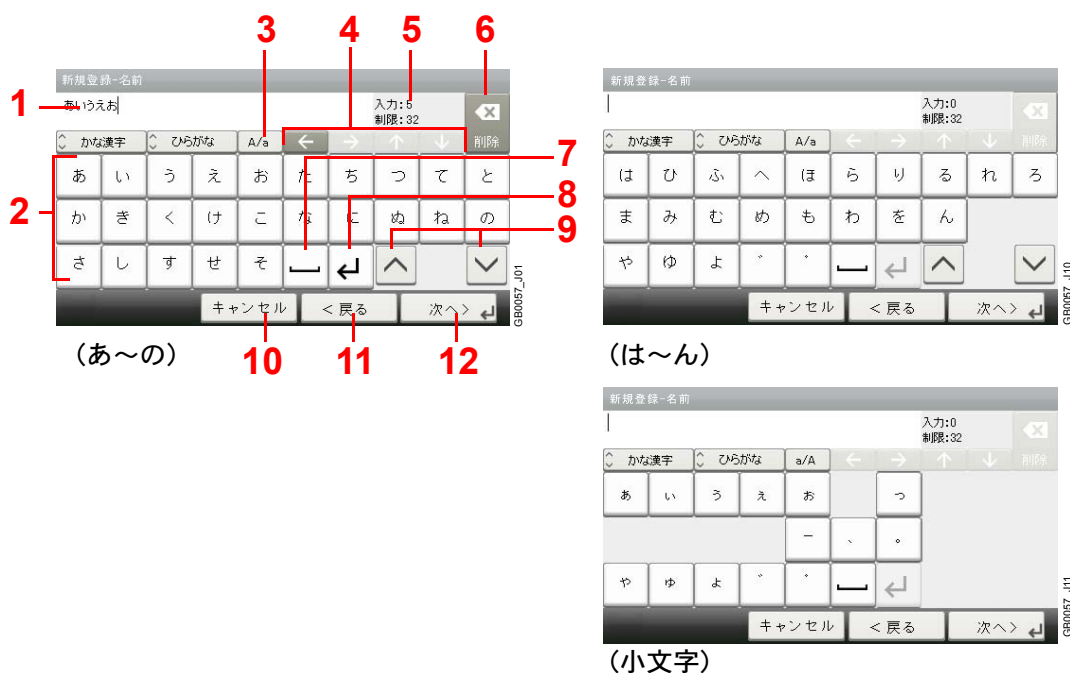 3 4 5 6
新規登録-名前
1
あいうえお
入力:5
制限:32
かな漢字 ひらがな A/a ← → ↑ ↓ 削除
7
あ い う え お た ち つ て と
8
2
か き く け こ な に ぬ ね の
9
さ し す せ そ
キャンセル <戻る 次へ>
GB0057_J01
(あ~の)
10 11 12
新規登録-名前
入力:0
制限:32
かな漢字 ひらがな A/a ← → ↑ ↓ 削除
は ひ ふ へ ほ ら り る れ ろ
ま み む め も わ を ん
や ゆ よ ゛ ゜
キャンセル <戻る 次へ>
GB0057_J10
(は~ん)
新規登録-名前
入力:0
制限:32
かな漢字 ひらがな a/A ← → ↑ ↓ 削除
ぁ ぃ ぅ ぇ ぉ っ
ー 、 。
ゃ ゅ ょ ゛ ゜
キャンセル <戻る 次へ>
GB0057_J11
(小文字)